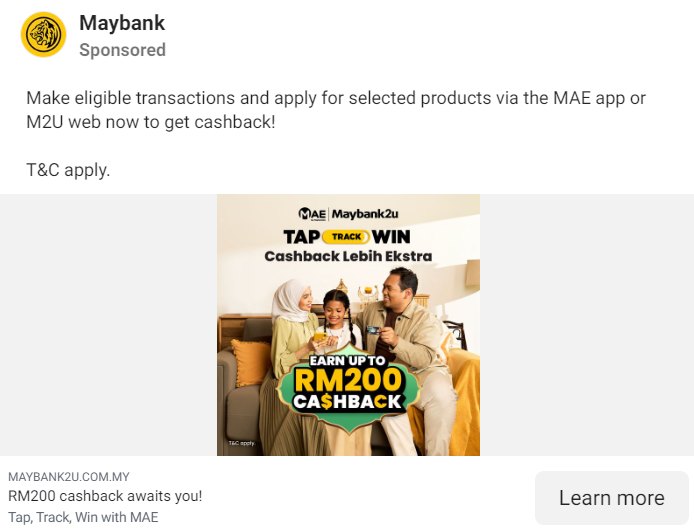 Maybank
Sponsored
Make eligible transactions and apply for selected products via the MAE app or
M2U web now to get cashback!
T&C apply.
MAE Maybank2u
TAP TRACK WIN
Cashback Lebih Ekstra
EARN UP TO
RM200
CA$HBACK
T&C apply.
MAYBANK2U.COM.MY
RM200 cashback awaits you!
Tap, Track, Win with MAE
Learn more